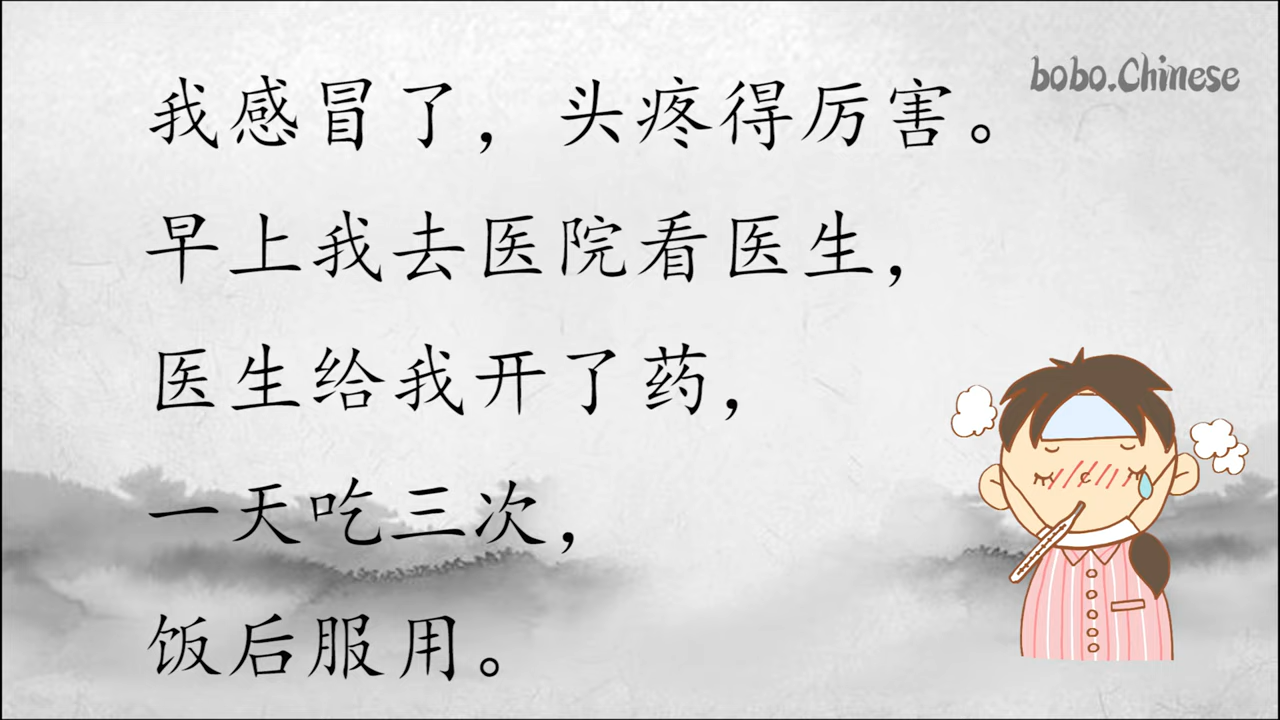 bobo.Chinese
我感冒了，头疼得厉害。
早上我去医院看医生，
医生给我开了药，
一天吃三次，
饭后服用。